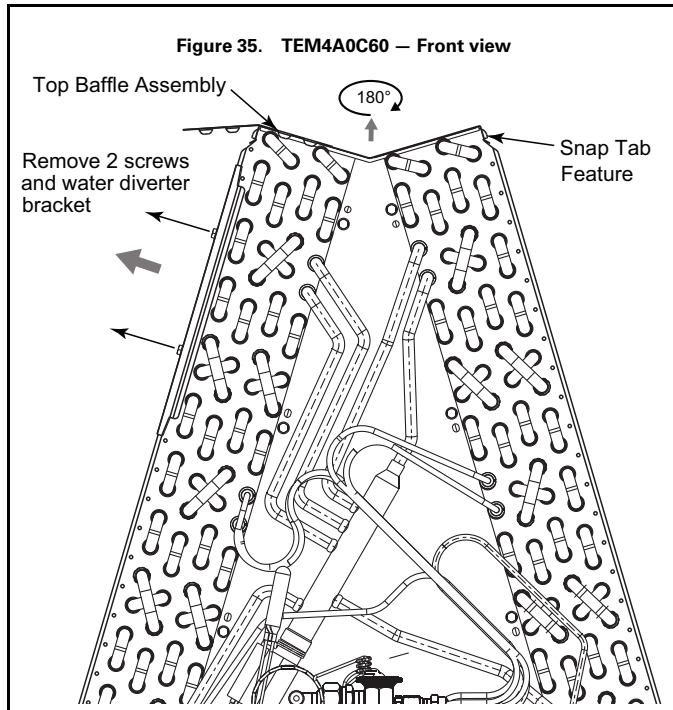 Figure 35. TEM4A0C60 — Front view
Top Baffle Assembly
180°
Snap Tab
Feature
Remove 2 screws
and water diverter
bracket